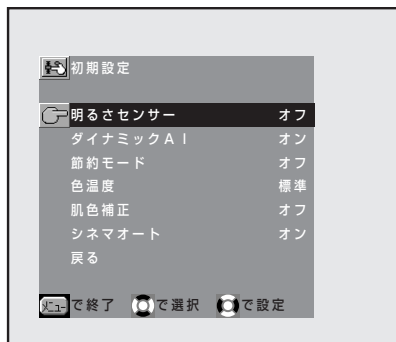 初期設定
明るさセンサー オフ
ダイナミックAI オン
節約モード オフ
色温度 標準
肌色補正 オフ
シネマオート オン
戻る
メニューで終了 で選択 で設定